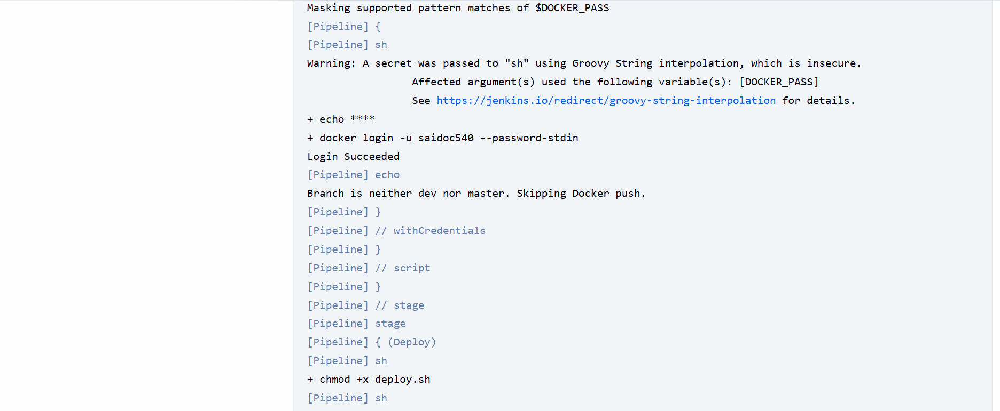 Masking supported pattern matches of $DOCKER_PASS
[Pipeline] {
[Pipeline] sh
Warning: A secret was passed to "sh" using Groovy String interpolation, which is insecure.
Affected argument(s) used the following variable(s): [DOCKER_PASS]
See https://jenkins.io/redirect/groovy-string-interpolation for details.
+ echo ****
+ docker login -u saidoc540 --password-stdin
Login Succeeded
[Pipeline] echo
Branch is neither dev nor master. Skipping Docker push.
[Pipeline] }
[Pipeline] // withCredentials
[Pipeline] }
[Pipeline] // script
[Pipeline] }
[Pipeline] // stage
[Pipeline] stage
[Pipeline] { (Deploy)
[Pipeline] sh
+ chmod +x deploy.sh
[Pipeline] sh